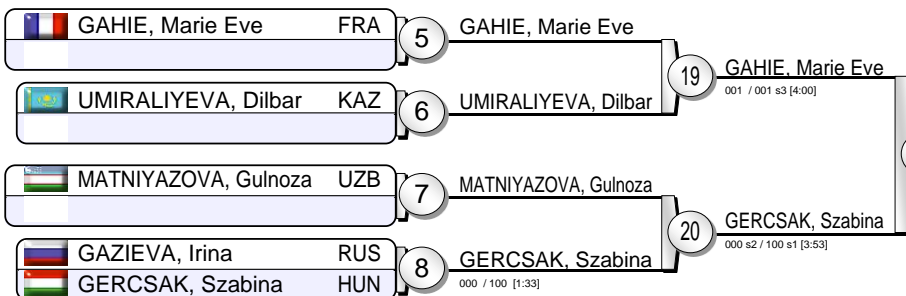 GAHIE, Marie Eve FRA
5
GAHIE, Marie Eve
UMIRALIYEVA, Dilbar KAZ
6
UMIRALIYEVA, Dilbar
19
GAHIE, Marie Eve
001 / 001 s3 [4:00]
MATNIYAZOVA, Gulnoza UZB
7
MATNIYAZOVA, Gulnoza
GAZIEVA, Irina RUS
GERCSAK, Szabina HUN
8
GERCSAK, Szabina
000 / 100 [1:33]
20
GERCSAK, Szabina
000 s2 / 100 s1 [3:53]